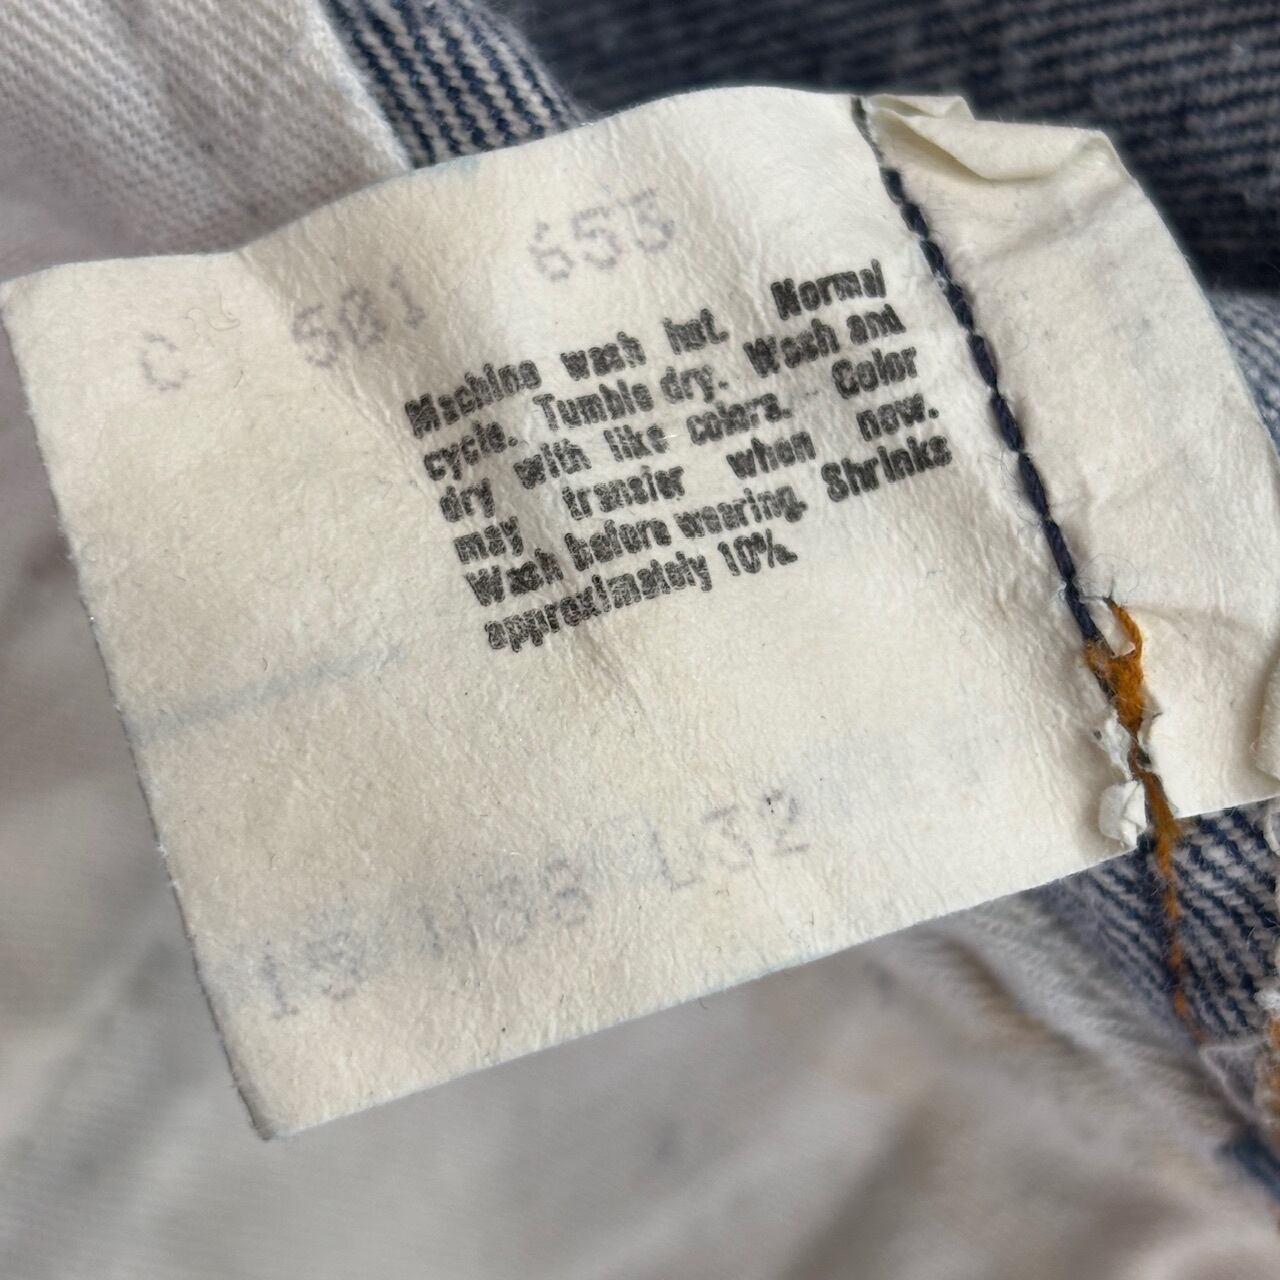 C 501 655
Machine wash hot. Normal
cycle. Tumble dry. Wash and
dry with like colors. Color
may transfer when new.
Wash before wearing. Shrinks
approximately 10%.
L32